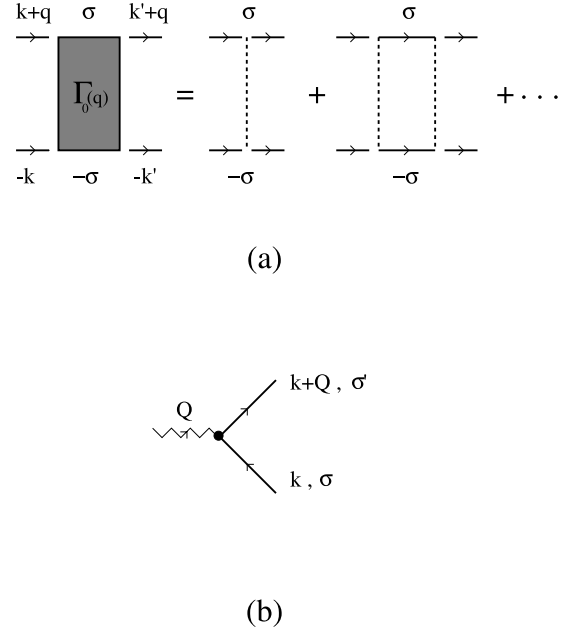 k+q σ k'+q σ σ
Γ₀(q) = + + · · ·
-k −σ -k' −σ −σ
(a)
k+Q , σ'
Q
k , σ
(b)